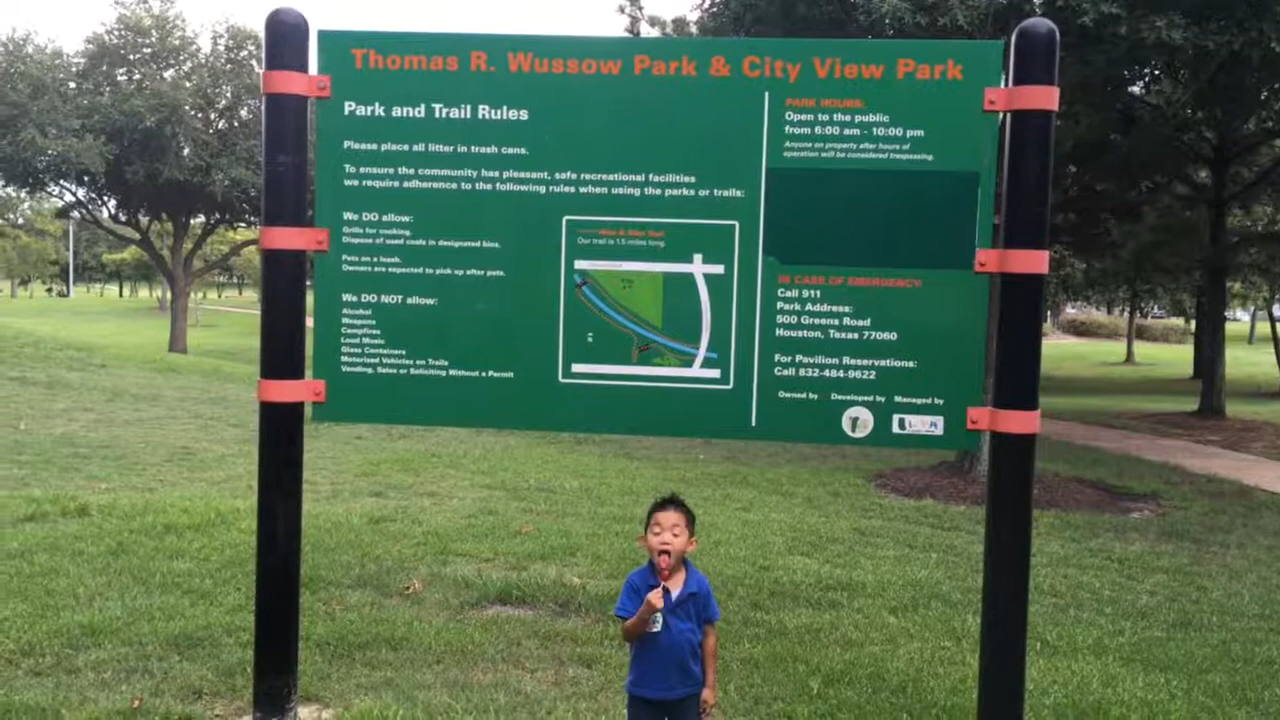 Thomas R. Wussow Park & City View Park
Park and Trail Rules
Please place all litter in trash cans.
To ensure the community has pleasant, safe recreational facilities
we require adherence to the following rules when using the parks or trails:
We DO allow:
Grills for cooking.
Dispose of used coals in designated bins.
Pets on a leash.
Owners are expected to pick up after pets.
We DO NOT allow:
Alcohol
Weapons
Campfires
Loud Music
Glass Containers
Motorized Vehicles on Trails
Vending, Sales or Soliciting Without a Permit
Our trail is 1.5 miles long.
PARK HOURS:
Open to the public
from 6:00 am - 10:00 pm
Anyone on property after hours of
operation will be considered trespassing.
IN CASE OF EMERGENCY:
Call 911
Park Address:
500 Greens Road
Houston, Texas 77060
For Pavilion Reservations:
Call 832-484-9622
Owned by Developed by Managed by